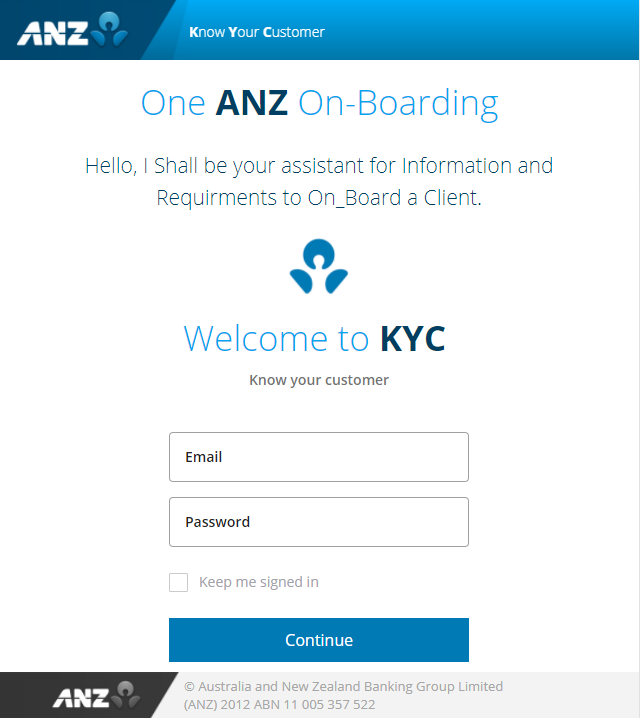 ANZ
Know Your Customer
One ANZ On-Boarding
Hello, I Shall be your assistant for Information and
Requirments to On_Board a Client.
Welcome to KYC
Know your customer
Email
Password
Keep me signed in
Continue
ANZ
© Australia and New Zealand Banking Group Limited
(ANZ) 2012 ABN 11 005 357 522